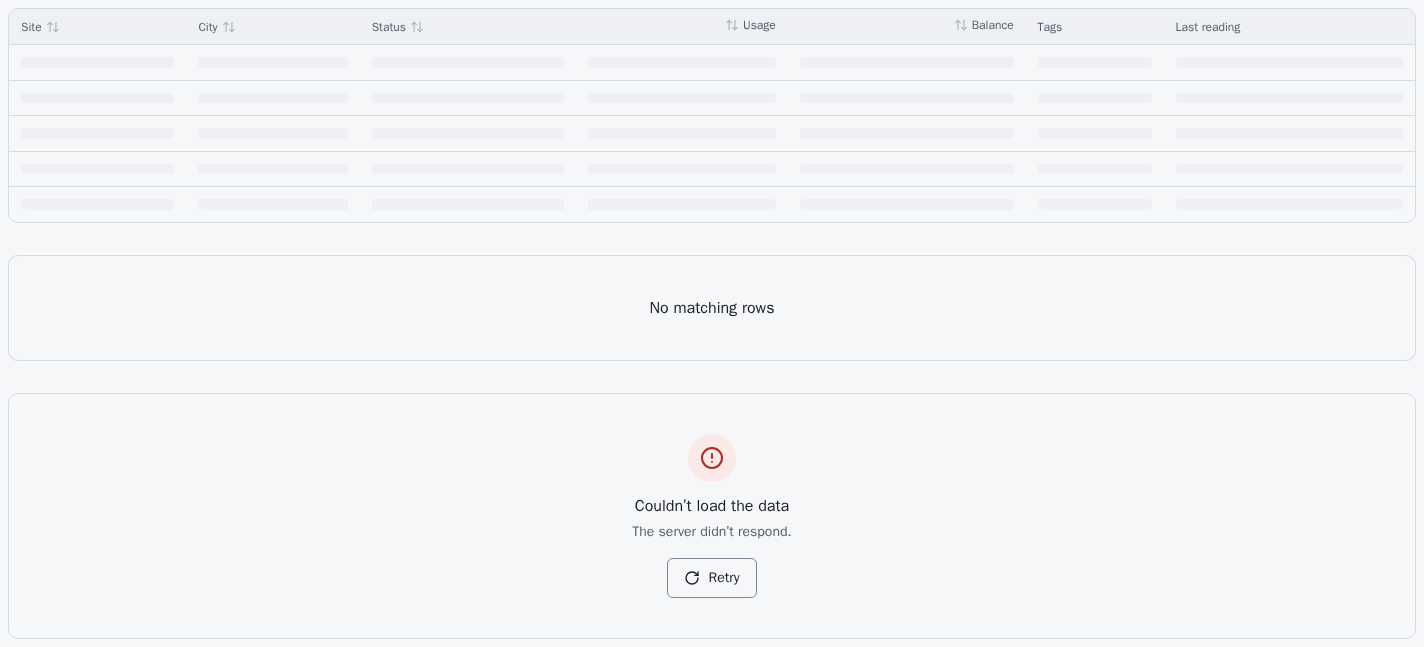 Site City Status Usage Balance Tags Last reading
No matching rows
Couldn't load the data
The server didn't respond.
Retry